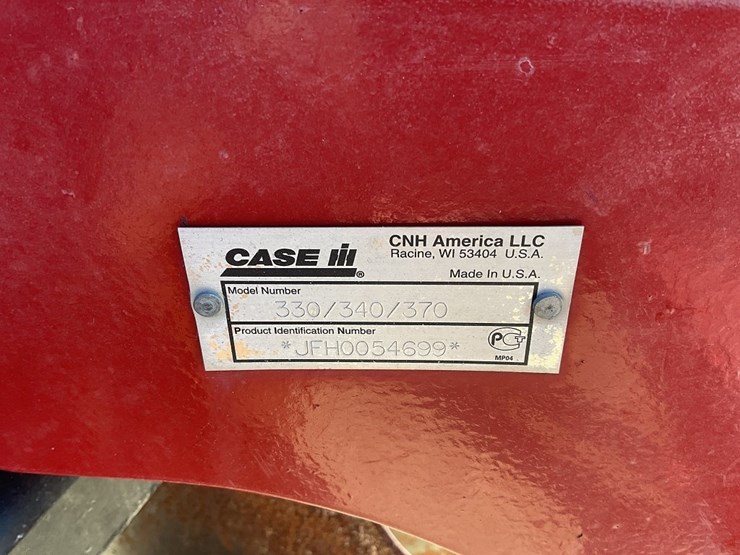 CASE IH®
CNH America LLC
Racine, WI 53404 U.S.A.
Made In U.S.A.
Model Number
330/340/370
Product Identification Number
*JFH0054699*
PCT
MP04